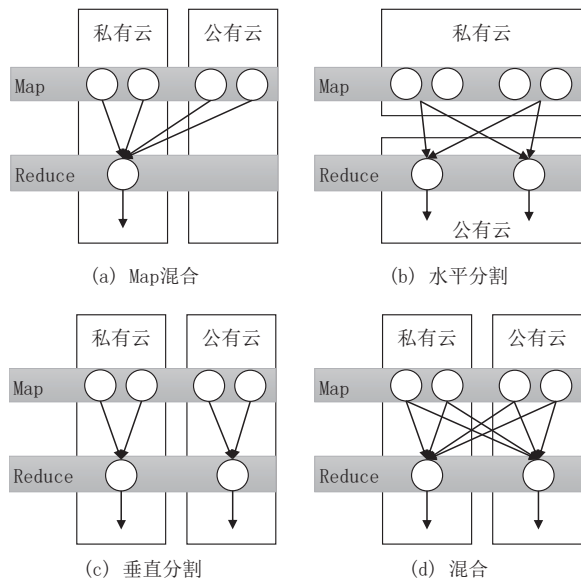 私有云 公有云
Map
Reduce
(a) Map混合
私有云
Map
Reduce
公有云
(b) 水平分割
私有云 公有云
Map
Reduce
(c) 垂直分割
私有云 公有云
Map
Reduce
(d) 混合